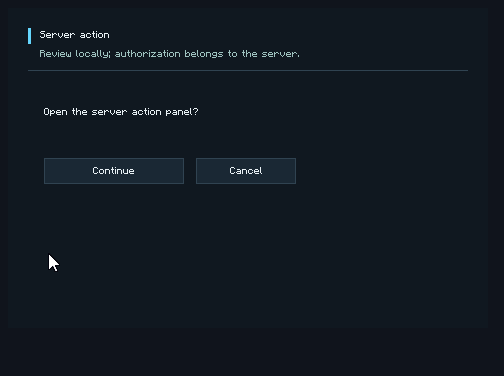 Server action
Review locally; authorization belongs to the server.
Open the server action panel?
Continue
Cancel